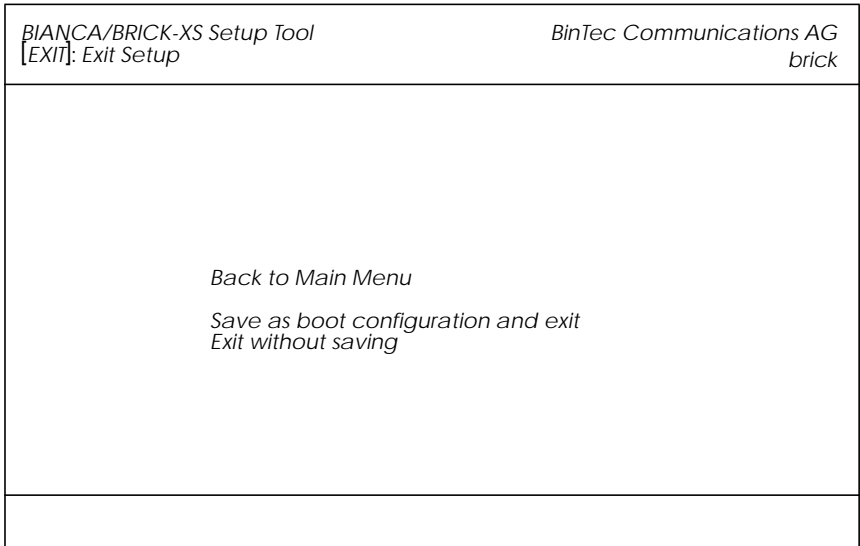 BIANCA/BRICK-XS Setup Tool BinTec Communications AG
[EXIT]: Exit Setup brick
Back to Main Menu
Save as boot configuration and exit
Exit without saving